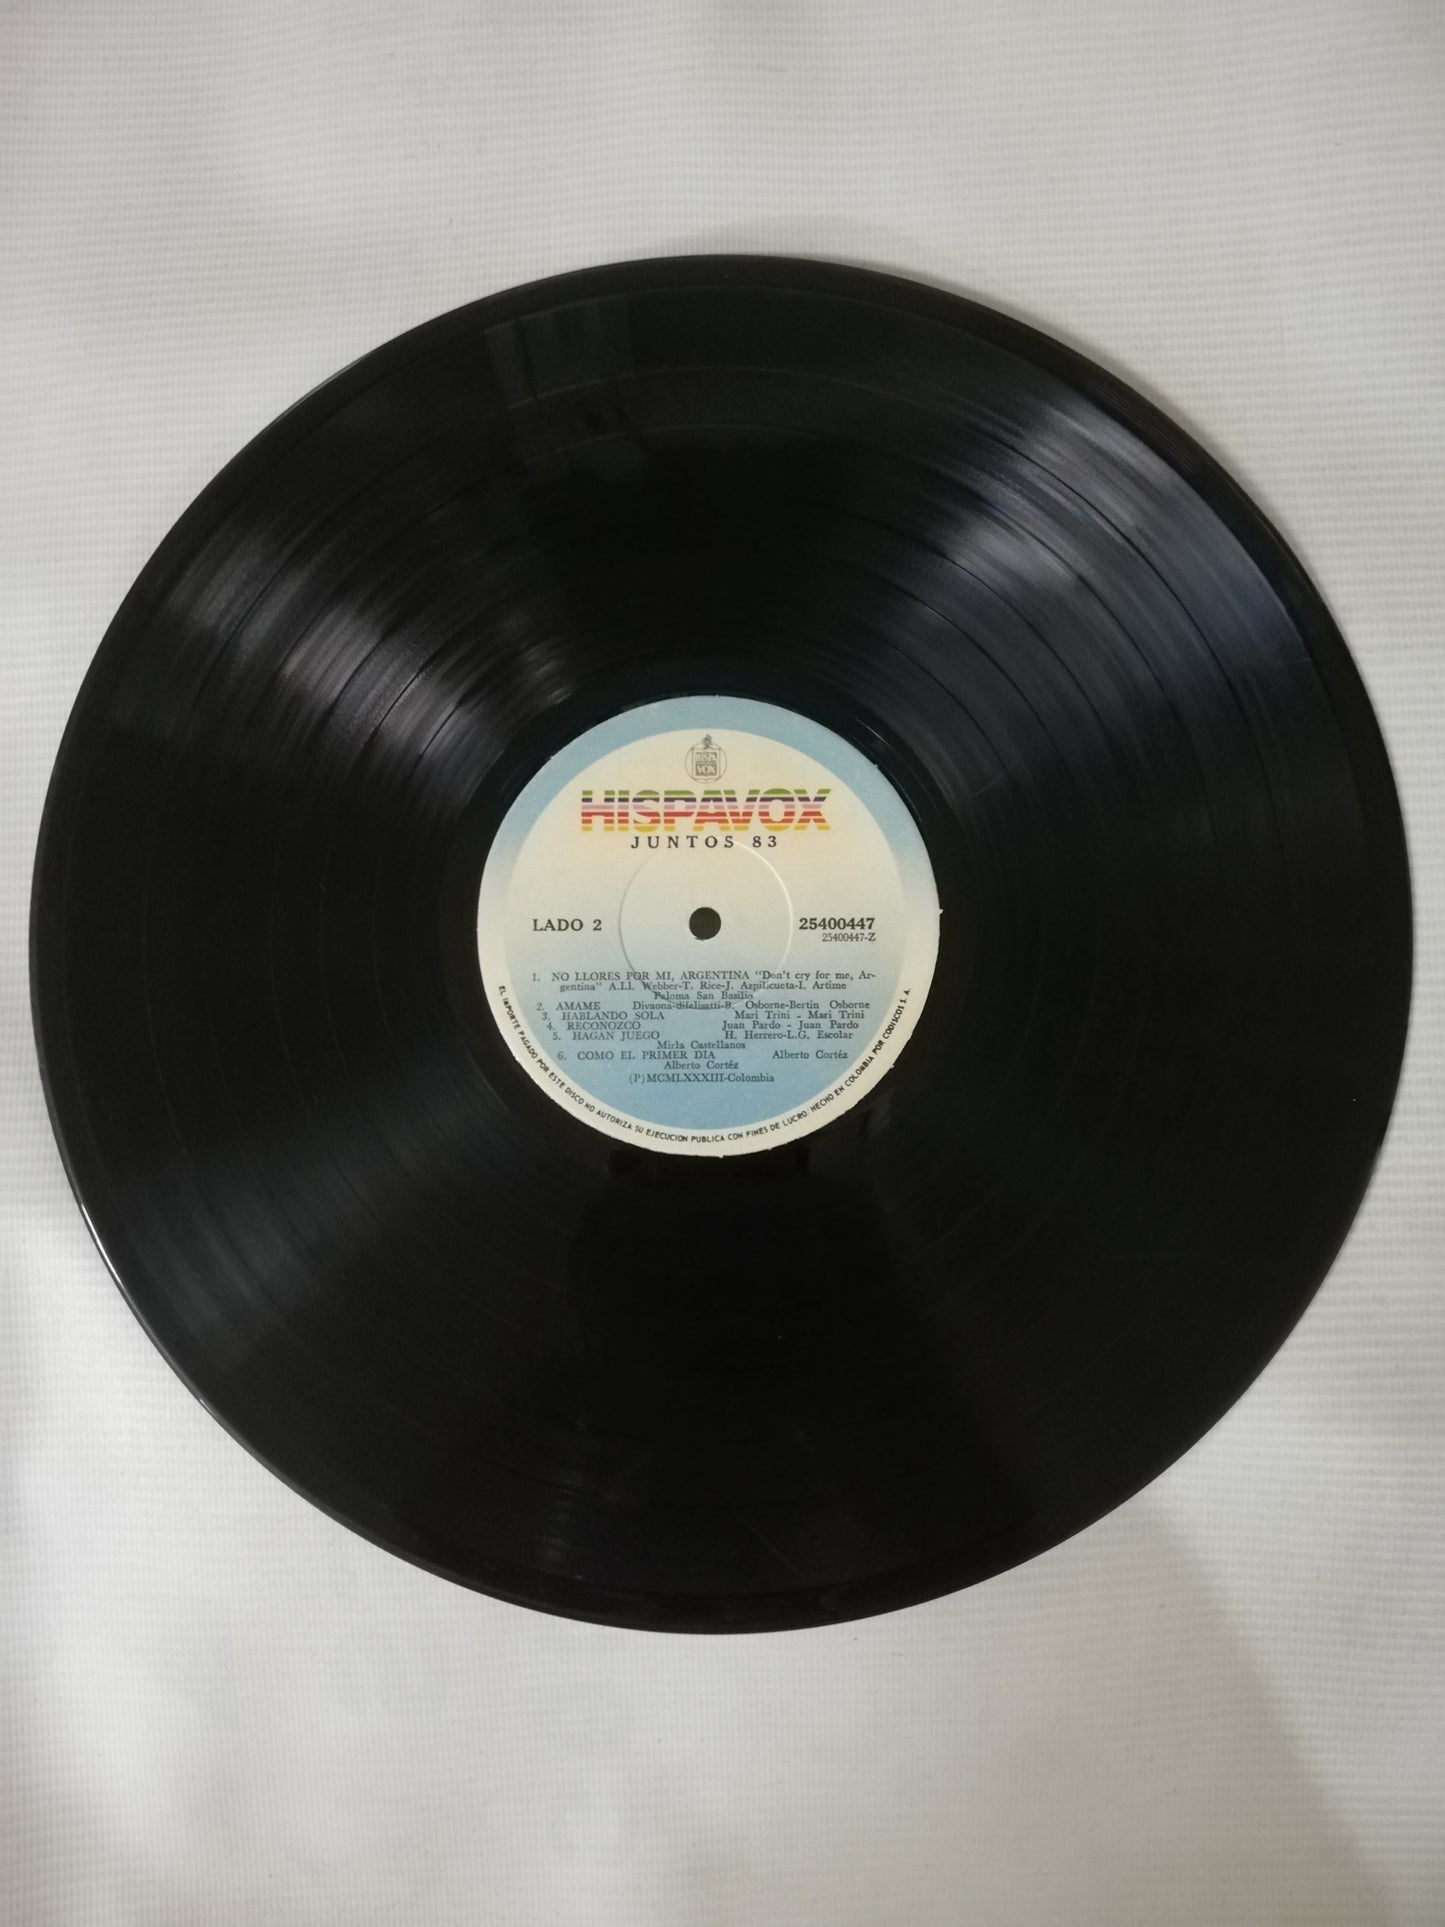 HISPA
VOX
HISPAVOX
JUNTOS 83
LADO 2 25400447
25400447-Z
1. NO LLORES POR MI, ARGENTINA "Don't cry for me, Ar-
gentina" A.Ll. Webber-T. Rice-J. Azpilicueta-I. Artime
Paloma San Basilio
2. AMAME B. Osborne-Bertín Osborne
3. HABLANDO SOLA Mari Trini - Mari Trini
4. RECONOZCO Juan Pardo - Juan Pardo
5. HAGAN JUEGO H. Herrero-L.G. Escolar
Mirla Castellanos
6. COMO EL PRIMER DIA Alberto Cortéz
Alberto Cortéz
(P)MCMLXXXIII-Colombia
EL IMPORTE PAGADO POR ESTE DISCO NO AUTORIZA SU EJECUCION PUBLICA CON FINES DE LUCRO: HECHO EN COLOMBIA POR CODISCOS S. A.